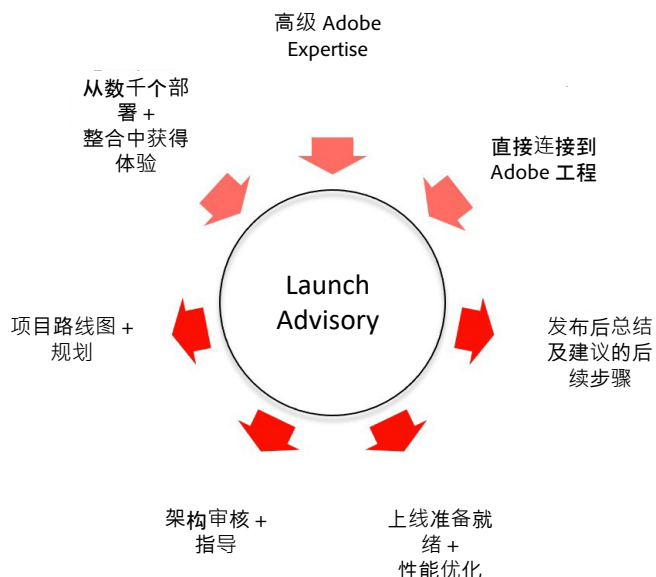 高级 Adobe
Expertise
从数千个部
署 +
整合中获得
体验
直接连接到
Adobe 工程
Launch
Advisory
项目路线图 +
规划
发布后总结
及建议的后
续步骤
架构审核 +
指导
上线准备就
绪 +
性能优化